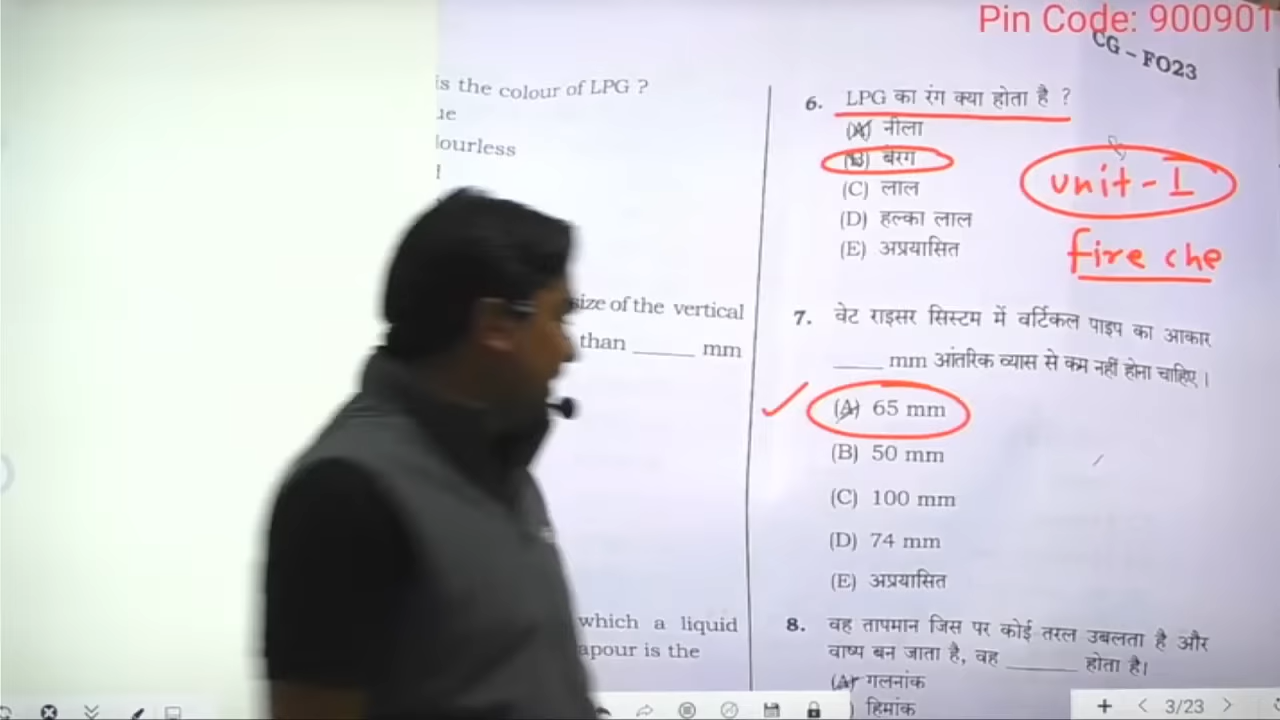 Pin Code: 900901
CG - FO23
is the colour of LPG ?
lourless
size of the vertical
than _____ mm
which a liquid
apour is the
6. LPG का रंग क्या होता है ?
(A) नीला
(B) बेरंग
(C) लाल
(D) हल्का लाल
(E) अप्रयासित
unit - I
fire che
7. वेट राइसर सिस्टम में वर्टिकल पाइप का आकार
____ mm आंतरिक व्यास से कम नहीं होना चाहिए ।
(A) 65 mm
(B) 50 mm
(C) 100 mm
(D) 74 mm
(E) अप्रयासित
8. वह तापमान जिस पर कोई तरल उबलता है और
वाष्प बन जाता है, वह ______ होता है।
(A) गलनांक
) हिमांक
3/23